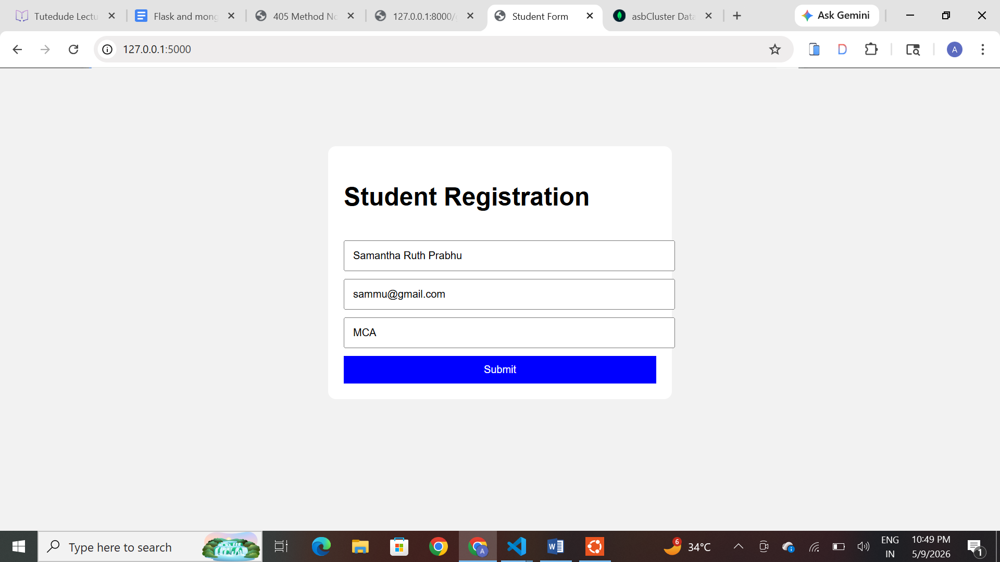 Tutedude Lectu
Flask and mong
405 Method No
127.0.0.1:8000/
Student Form
asbCluster Data
Ask Gemini
127.0.0.1:5000
D
A
Student Registration
Samantha Ruth Prabhu
sammu@gmail.com
MCA
Submit
Type here to search
A
W
6
34°C
ENG
IN
10:49 PM
5/9/2026
1